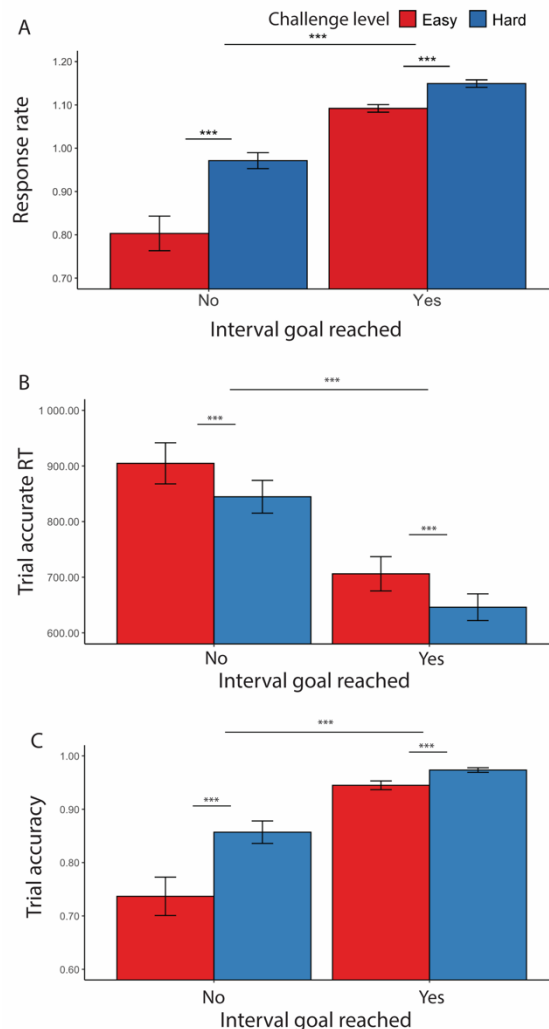 A
Challenge level Easy Hard
***
***
***
1.20
1.10
1.00
0.90
0.80
0.70
Response rate
No Yes
Interval goal reached
B
***
***
***
1 000.00
900.00
800.00
700.00
600.00
Trial accurate RT
No Yes
Interval goal reached
C
***
***
***
1.00
0.90
0.80
0.70
0.60
Trial accuracy
No Yes
Interval goal reached